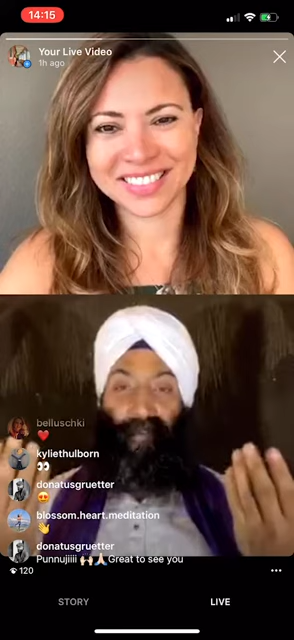 14:15
Your Live Video
1h ago
belluschki
❤️
kyliethulborn
👀
donatusgruetter
😍
blossom.heart.meditation
👋
donatusgruetter
Punnujiiii 🙌🏻🙏🏻Great to see you
120
STORY
LIVE